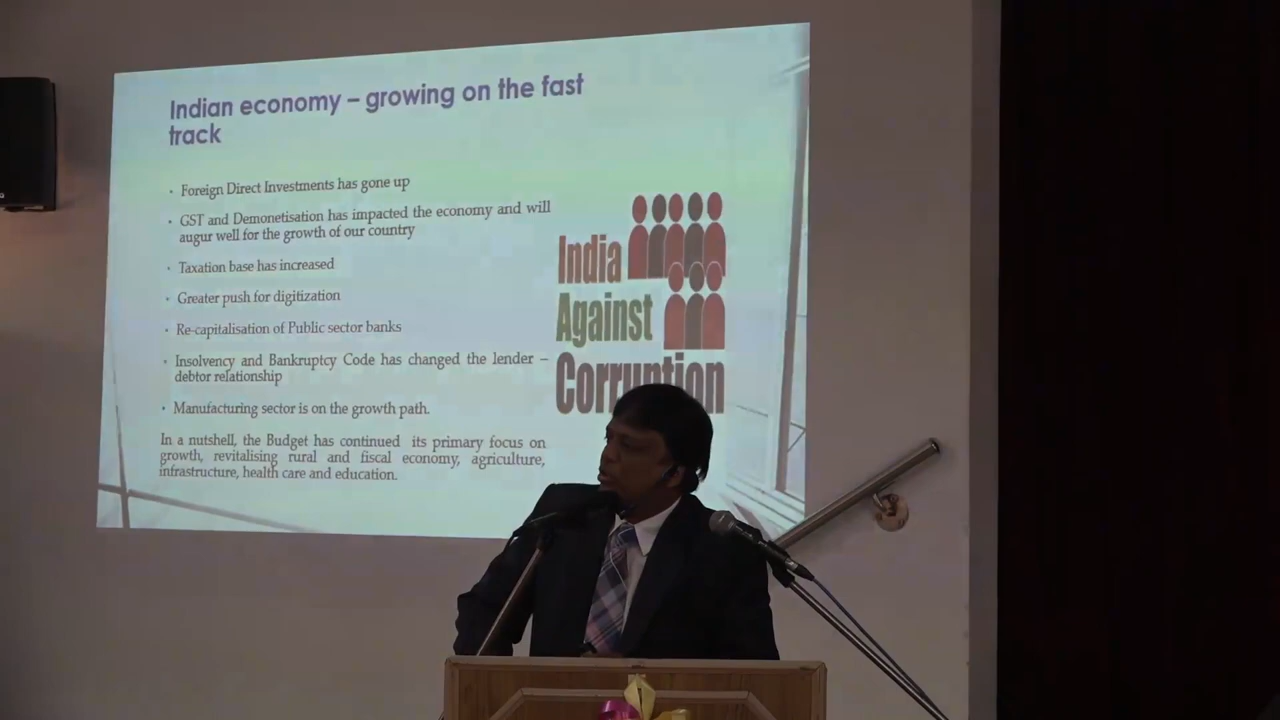 Indian economy – growing on the fast
track
• Foreign Direct Investments has gone up
• GST and Demonetisation has impacted the economy and will
augur well for the growth of our country
• Taxation base has increased
• Greater push for digitization
• Re-capitalisation of Public sector banks
• Insolvency and Bankruptcy Code has changed the lender –
debtor relationship
• Manufacturing sector is on the growth path.
In a nutshell, the Budget has continued its primary focus on
growth, revitalising rural and fiscal economy, agriculture,
infrastructure, health care and education.
India
Against
Corruption